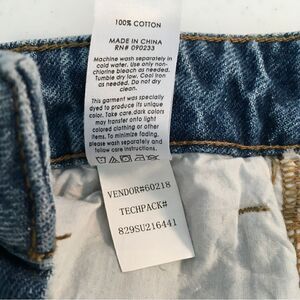 100% COTTON
MADE IN CHINA
RN# 090233
Machine wash separately in
cold water. Use only non-
chlorine bleach as needed.
Tumble dry low. Cool iron
as needed. Do not dry
clean.
This garment was specially
dyed to produce its unique
color. Take care,dark colors
may transfer onto light
colored clothing or other
items. To minimize fading,
please wash separately and
follow care instructions.
VENDOR#60218
TECHPACK#
829SU216441